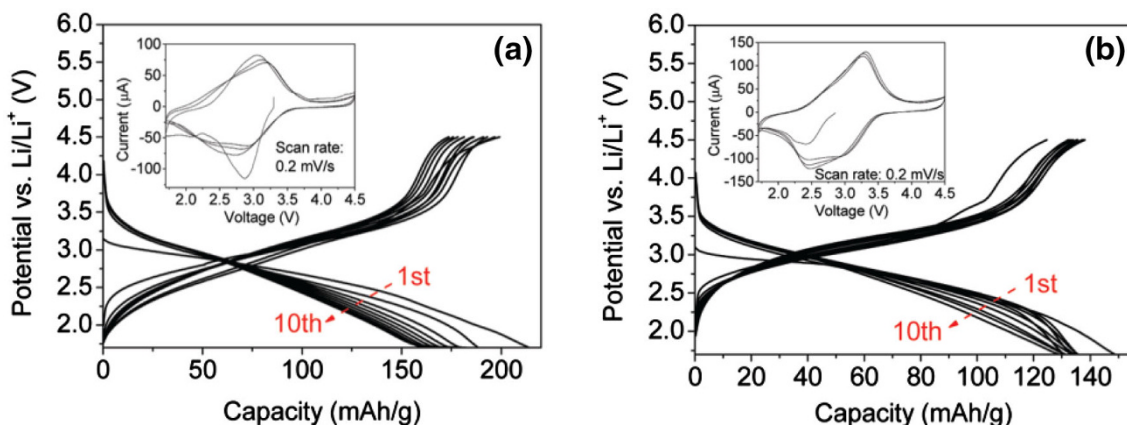 (a)
Potential vs. Li/Li⁺ (V)
6.0
5.5
5.0
4.5
4.0
3.5
3.0
2.5
2.0
0 50 100 150 200
Capacity (mAh/g)
1st
10th
Current (μA)
100
50
0
-50
-100
2.0 2.5 3.0 3.5 4.0 4.5
Voltage (V)
Scan rate:
0.2 mV/s
(b)
Potential vs. Li/Li⁺ (V)
6.0
5.5
5.0
4.5
4.0
3.5
3.0
2.5
2.0
0 20 40 60 80 100 120 140
Capacity (mAh/g)
1st
10th
Current (μA)
150
100
50
0
-50
-100
-150
2.0 2.5 3.0 3.5 4.0 4.5
Voltage (V)
Scan rate: 0.2 mV/s